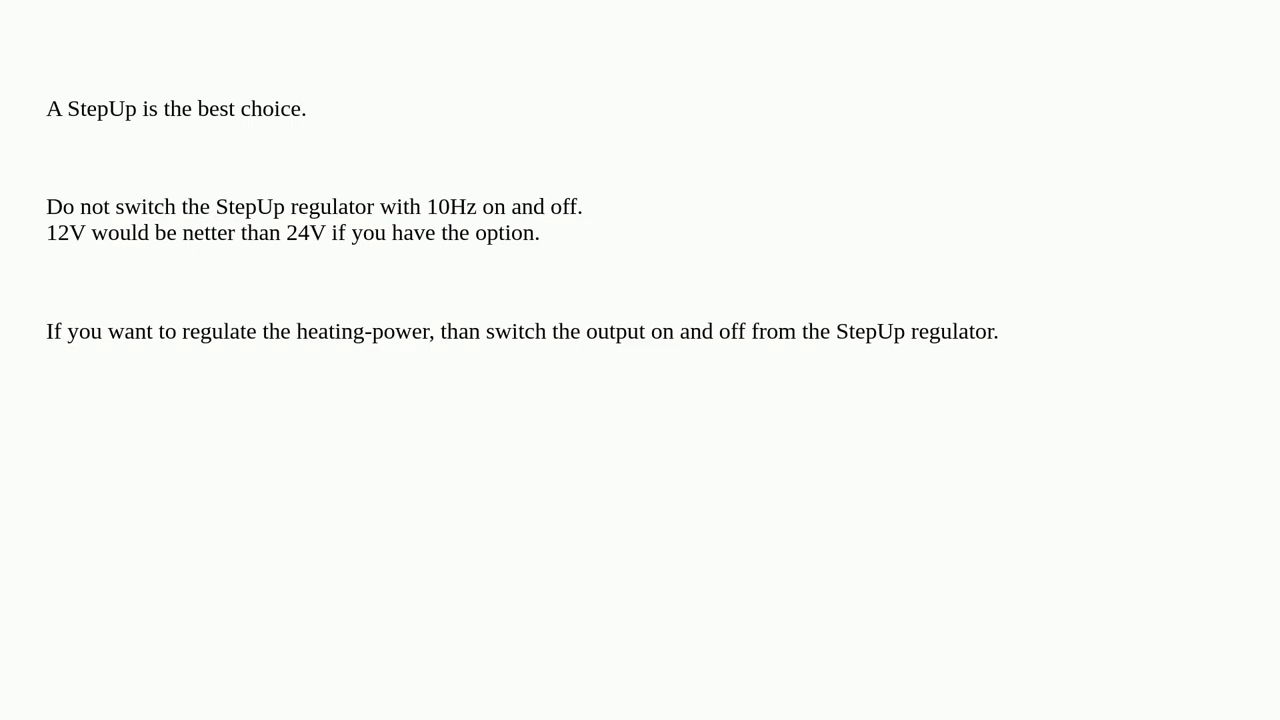 A StepUp is the best choice.
Do not switch the StepUp regulator with 10Hz on and off.
12V would be netter than 24V if you have the option.
If you want to regulate the heating-power, than switch the output on and off from the StepUp regulator.